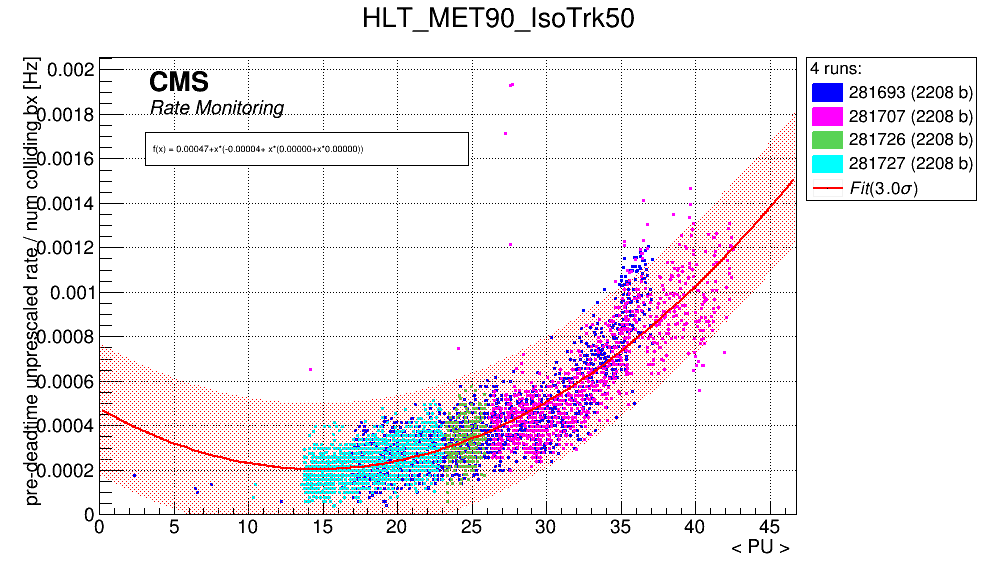 HLT_MET90_IsoTrk50
pre-deadtime unprescaled rate / num colliding bx [Hz]
0.002
0.0018
0.0016
0.0014
0.0012
0.001
0.0008
0.0006
0.0004
0.0002
0
CMS
Rate Monitoring
f(x) = 0.00047+x*(-0.00004+ x*(0.00000+x*0.00000))
0 5 10 15 20 25 30 35 40 45
< PU >
4 runs:
281693 (2208 b)
281707 (2208 b)
281726 (2208 b)
281727 (2208 b)
Fit(3.0σ)